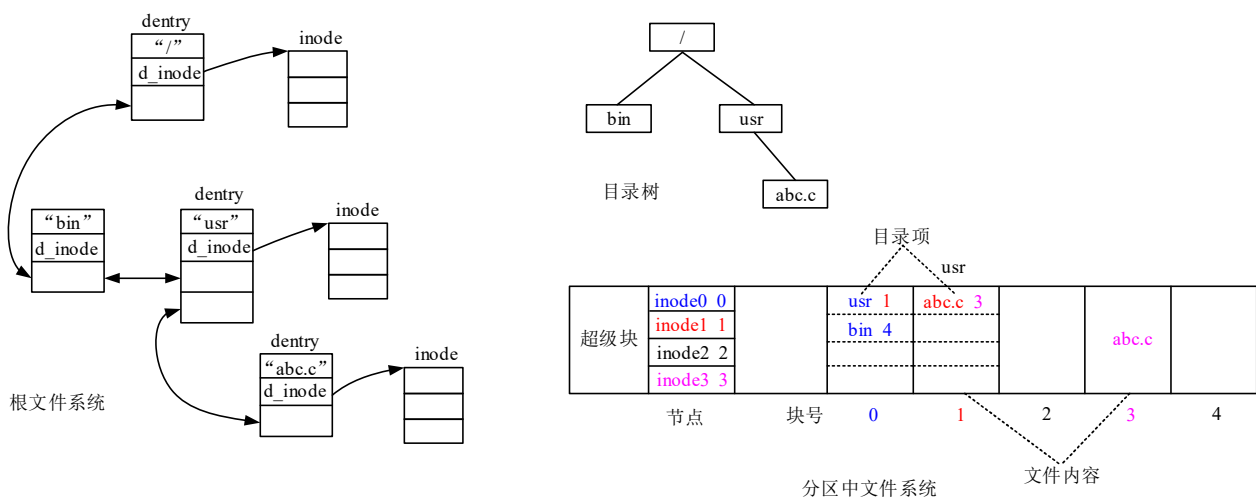 dentry
“/”
d_inode
inode
“bin”
d_inode
dentry
“usr”
d_inode
inode
dentry
“abc.c”
d_inode
inode
根文件系统
/
bin
usr
abc.c
目录树
目录项
usr
超级块
inode0 0
inode1 1
inode2 2
inode3 3
usr 1
bin 4
abc.c 3
abc.c
节点
块号
0
1
2
3
4
文件内容
分区中文件系统